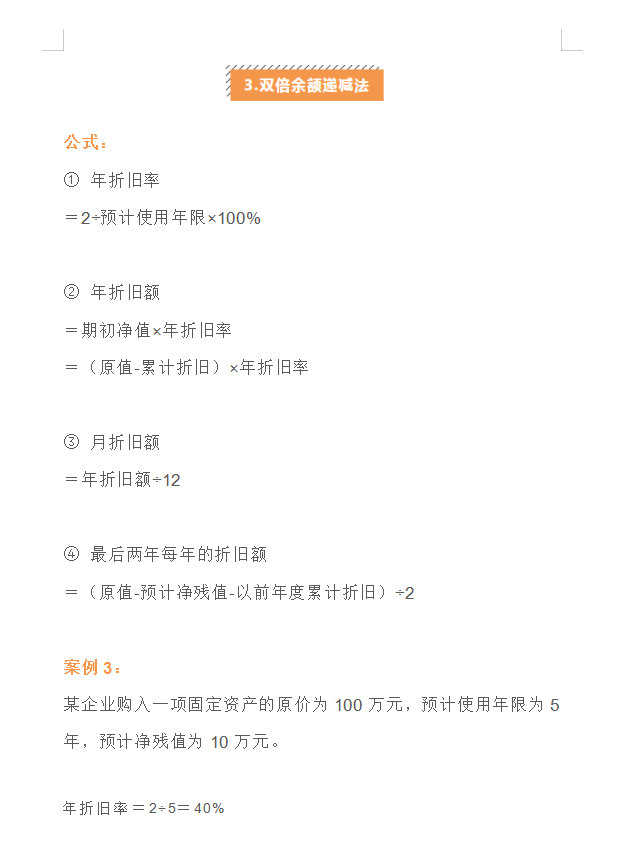 3.双倍余额递减法
公式：
① 年折旧率
＝2÷预计使用年限×100%
② 年折旧额
＝期初净值×年折旧率
＝（原值-累计折旧）×年折旧率
③ 月折旧额
＝年折旧额÷12
④ 最后两年每年的折旧额
＝（原值-预计净残值-以前年度累计折旧）÷2
案例 3：
某企业购入一项固定资产的原价为 100 万元，预计使用年限为 5
年，预计净残值为 10 万元。
年折旧率＝2÷5＝40%